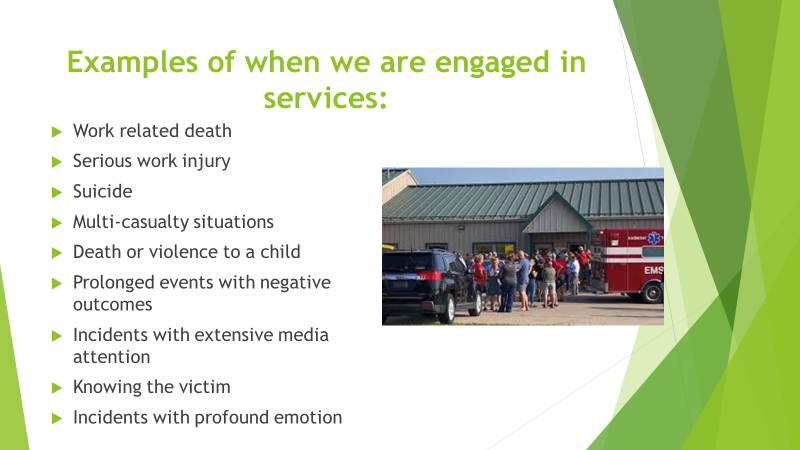 Examples of when we are engaged in
services:
Work related death
Serious work injury
Suicide
Multi-casualty situations
Death or violence to a child
Prolonged events with negative
outcomes
Incidents with extensive media
attention
Knowing the victim
Incidents with profound emotion
EMS